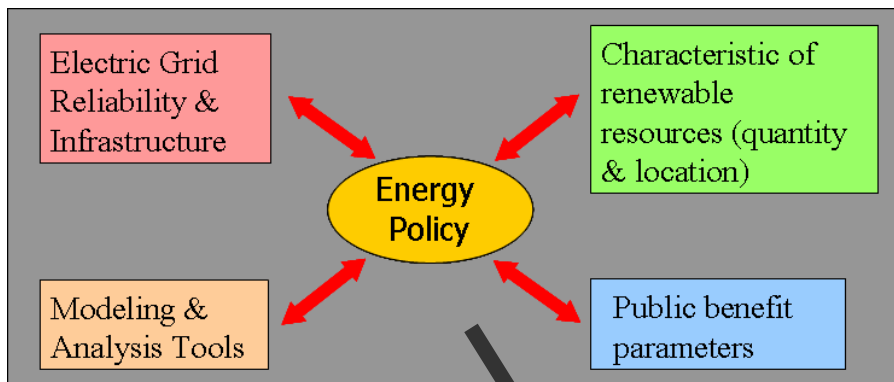 Electric Grid
Reliability &
Infrastructure
Characteristic of
renewable
resources (quantity
& location)
Energy
Policy
Modeling &
Analysis Tools
Public benefit
parameters